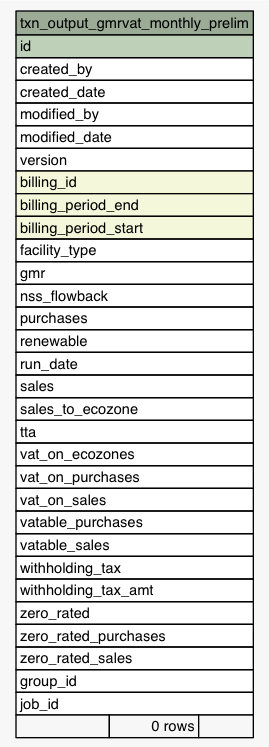 txn_output_gmrvat_monthly_prelim
id
created_by
created_date
modified_by
modified_date
version
billing_id
billing_period_end
billing_period_start
facility_type
gmr
nss_flowback
purchases
renewable
run_date
sales
sales_to_ecozone
tta
vat_on_ecozones
vat_on_purchases
vat_on_sales
vatable_purchases
vatable_sales
withholding_tax
withholding_tax_amt
zero_rated
zero_rated_purchases
zero_rated_sales
group_id
job_id
0 rows